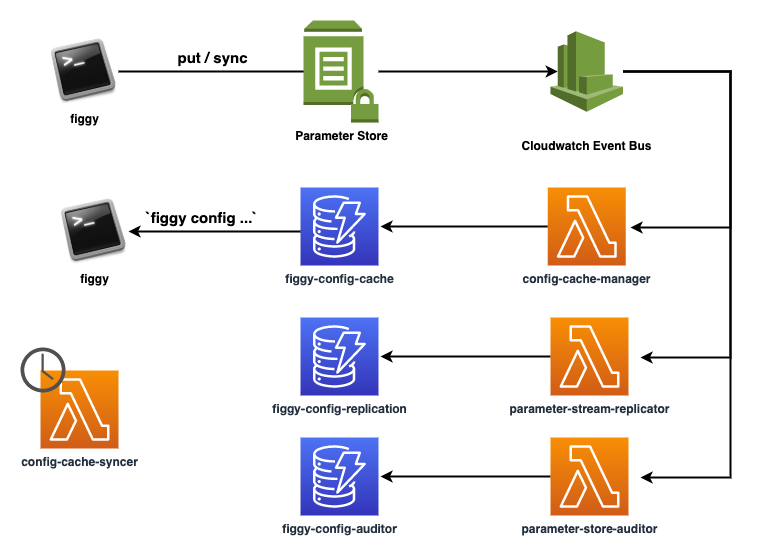 put / sync
figgy
Parameter Store
Cloudwatch Event Bus
`figgy config ...`
figgy
figgy-config-cache
config-cache-manager
figgy-config-replication
parameter-stream-replicator
config-cache-syncer
figgy-config-auditor
parameter-store-auditor